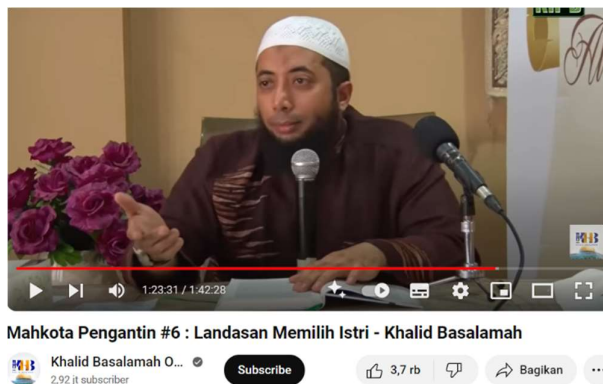 1:23:31 / 1:42:28
Mahkota Pengantin #6 : Landasan Memilih Istri - Khalid Basalamah
KHB
Khalid Basalamah O...
2,92 jt subscriber
Subscribe
3,7 rb
Bagikan